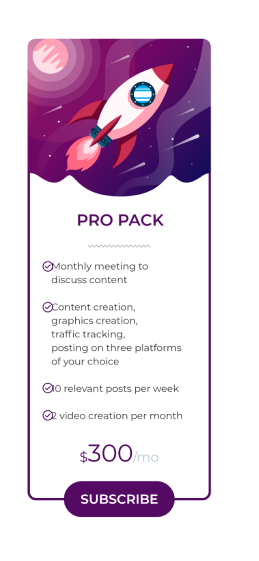 PRO PACK
Monthly meeting to
discuss content
Content creation,
graphics creation,
traffic tracking,
posting on three platforms
of your choice
10 relevant posts per week
2 video creation per month
$300/mo
SUBSCRIBE